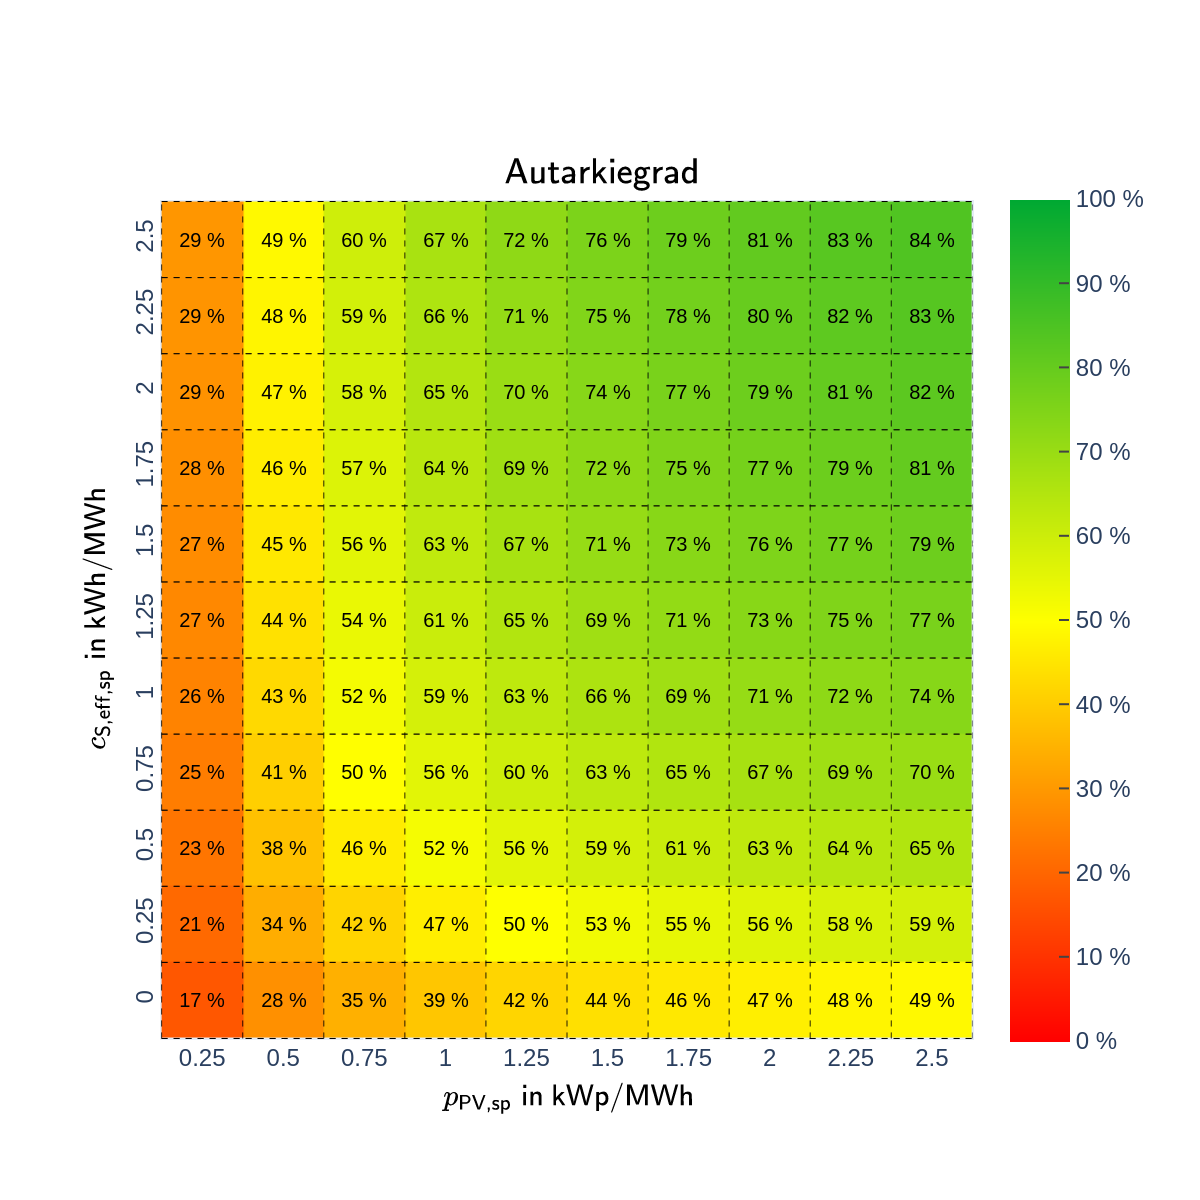 Autarkiegrad
2.5 29 % 49 % 60 % 67 % 72 % 76 % 79 % 81 % 83 % 84 %
2.25 29 % 48 % 59 % 66 % 71 % 75 % 78 % 80 % 82 % 83 %
2 29 % 47 % 58 % 65 % 70 % 74 % 77 % 79 % 81 % 82 %
1.75 28 % 46 % 57 % 64 % 69 % 72 % 75 % 77 % 79 % 81 %
1.5 27 % 45 % 56 % 63 % 67 % 71 % 73 % 76 % 77 % 79 %
1.25 27 % 44 % 54 % 61 % 65 % 69 % 71 % 73 % 75 % 77 %
1 26 % 43 % 52 % 59 % 63 % 66 % 69 % 71 % 72 % 74 %
0.75 25 % 41 % 50 % 56 % 60 % 63 % 65 % 67 % 69 % 70 %
0.5 23 % 38 % 46 % 52 % 56 % 59 % 61 % 63 % 64 % 65 %
0.25 21 % 34 % 42 % 47 % 50 % 53 % 55 % 56 % 58 % 59 %
0 17 % 28 % 35 % 39 % 42 % 44 % 46 % 47 % 48 % 49 %
0.25 0.5 0.75 1 1.25 1.5 1.75 2 2.25 2.5
p PV,sp in kWp/MWh
c S,eff,sp in kWh/MWh
100 %
90 %
80 %
70 %
60 %
50 %
40 %
30 %
20 %
10 %
0 %